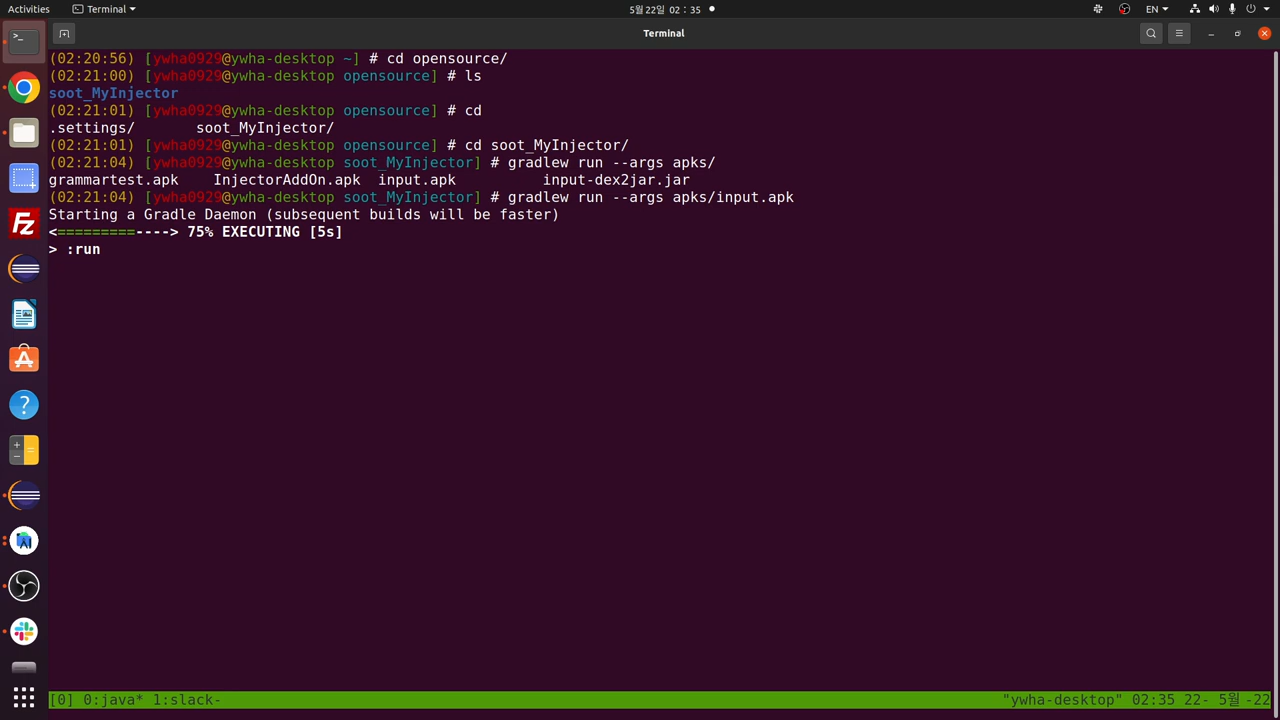 Activities
Terminal
5월22일 02：35
EN
Terminal
(02:20:56) [ywha0929@ywha-desktop ~] # cd opensource/
(02:21:00) [ywha0929@ywha-desktop opensource] # ls
soot_MyInjector
(02:21:01) [ywha0929@ywha-desktop opensource] # cd
.settings/ soot_MyInjector/
(02:21:01) [ywha0929@ywha-desktop opensource] # cd soot_MyInjector/
(02:21:04) [ywha0929@ywha-desktop soot_MyInjector] # gradlew run --args apks/
grammartest.apk InjectorAddOn.apk input.apk input-dex2jar.jar
(02:21:04) [ywha0929@ywha-desktop soot_MyInjector] # gradlew run --args apks/input.apk
Starting a Gradle Daemon (subsequent builds will be faster)
<=========----> 75% EXECUTING [5s]
> :run
[0] 0:java* 1:slack- "ywha-desktop" 02:35 22- 5월-22